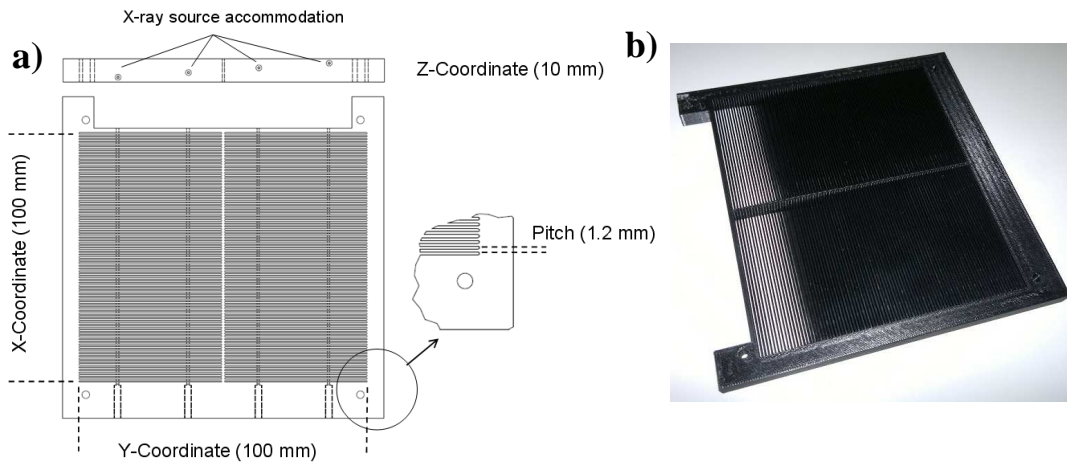 X-ray source accommodation
a)
b)
Z-Coordinate (10 mm)
X-Coordinate (100 mm)
Pitch (1.2 mm)
Y-Coordinate (100 mm)